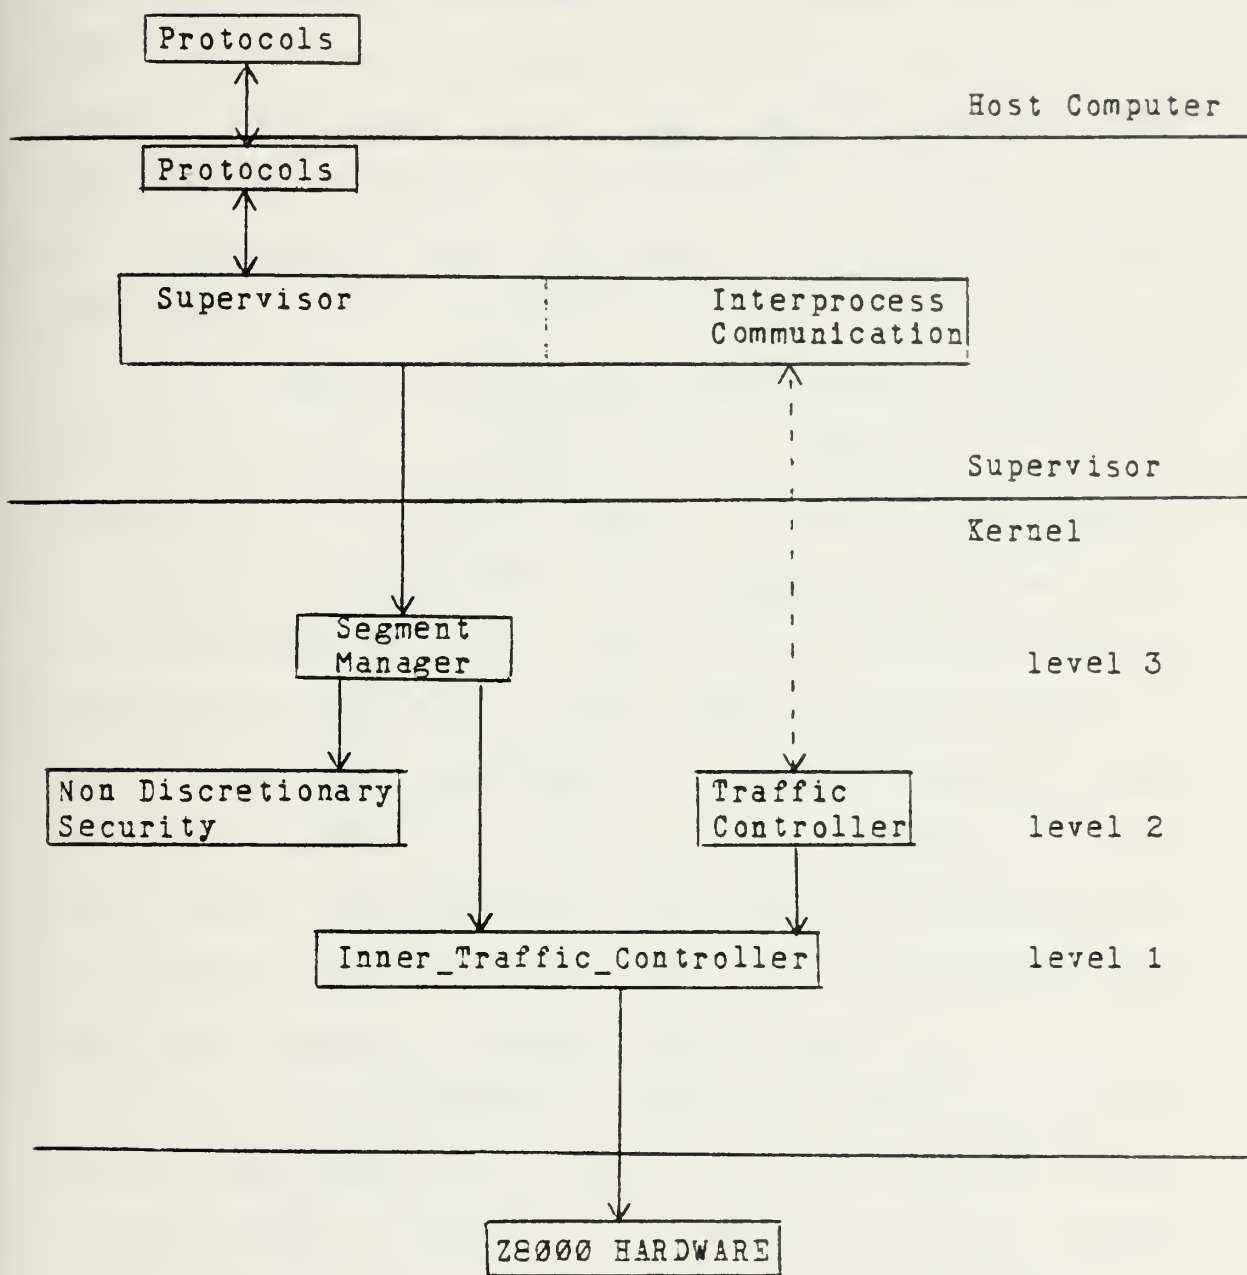 Protocols
Host Computer
Protocols
Supervisor
Interprocess
Communication
Supervisor
Kernel
Segment
Manager
level 3
Non Discretionary
Security
Traffic
Controller
level 2
Inner_Traffic_Controller
level 1
Z8000 HARDWARE